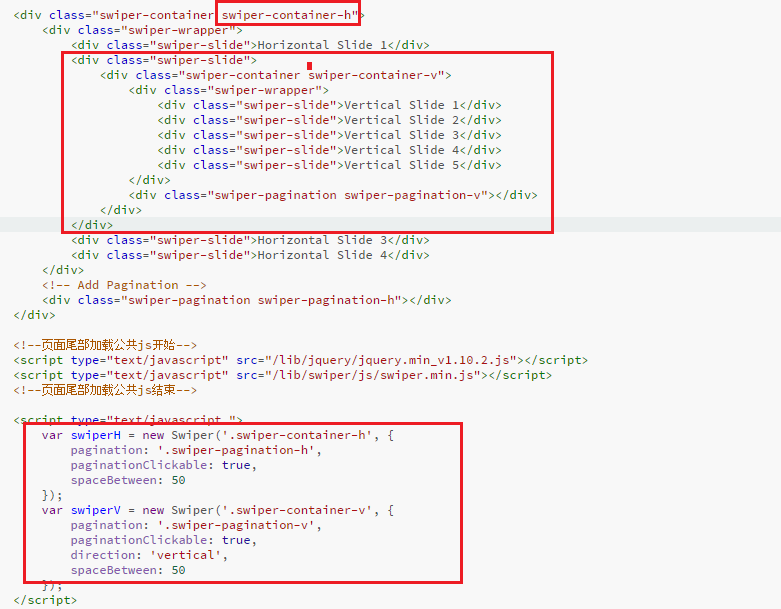 <div class="swiper-container swiper-container-h">
<div class="swiper-wrapper">
<div class="swiper-slide">Horizontal Slide 1</div>
<div class="swiper-slide">
<div class="swiper-container swiper-container-v">
<div class="swiper-wrapper">
<div class="swiper-slide">Vertical Slide 1</div>
<div class="swiper-slide">Vertical Slide 2</div>
<div class="swiper-slide">Vertical Slide 3</div>
<div class="swiper-slide">Vertical Slide 4</div>
<div class="swiper-slide">Vertical Slide 5</div>
</div>
<div class="swiper-pagination swiper-pagination-v"></div>
</div>
</div>
<div class="swiper-slide">Horizontal Slide 3</div>
<div class="swiper-slide">Horizontal Slide 4</div>
</div>
<!-- Add Pagination -->
<div class="swiper-pagination swiper-pagination-h"></div>
</div>
<!--页面尾部加载公共js开始-->
<script type="text/javascript" src="/lib/jquery/jquery.min_v1.10.2.js"></script>
<script type="text/javascript" src="/lib/swiper/js/swiper.min.js"></script>
<!--页面尾部加载公共js结束-->
<script type="text/javascript ">
var swiperH = new Swiper('.swiper-container-h', {
pagination: '.swiper-pagination-h',
paginationClickable: true,
spaceBetween: 50
});
var swiperV = new Swiper('.swiper-container-v', {
pagination: '.swiper-pagination-v',
paginationClickable: true,
direction: 'vertical',
spaceBetween: 50
});
</script>